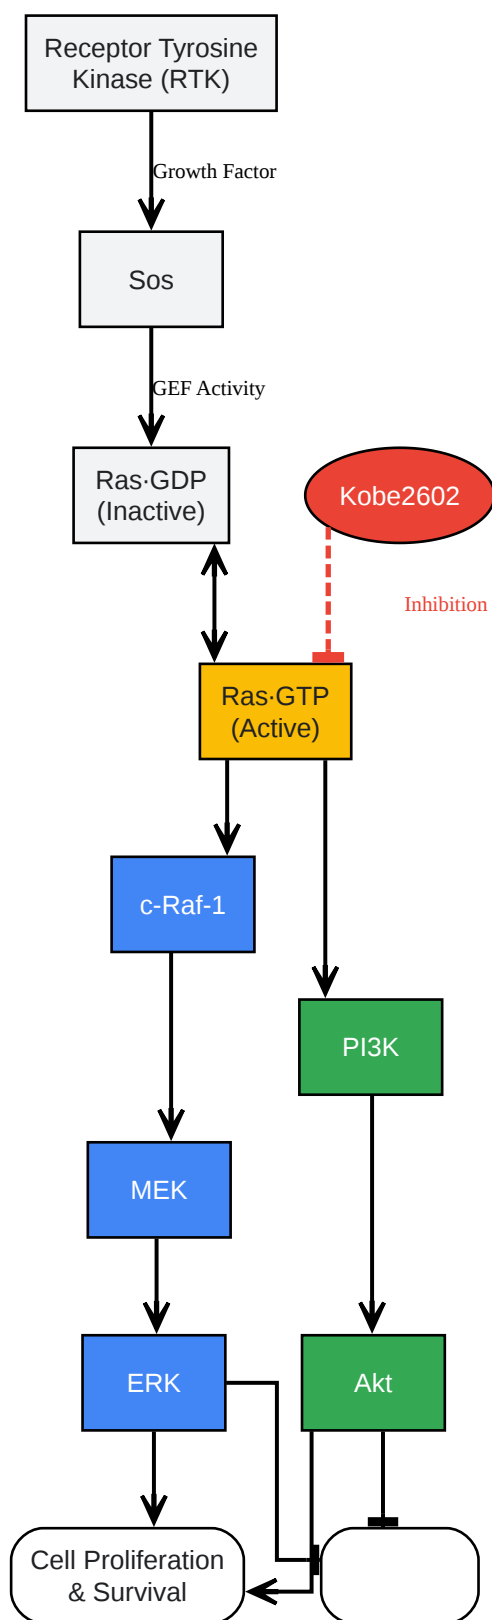 Receptor Tyrosine
Kinase (RTK)
Growth Factor
Sos
GEF Activity
Ras·GDP
(Inactive)
Kobe2602
Inhibition
Ras·GTP
(Active)
c-Raf-1
PI3K
MEK
ERK
Akt
Cell Proliferation
& Survival